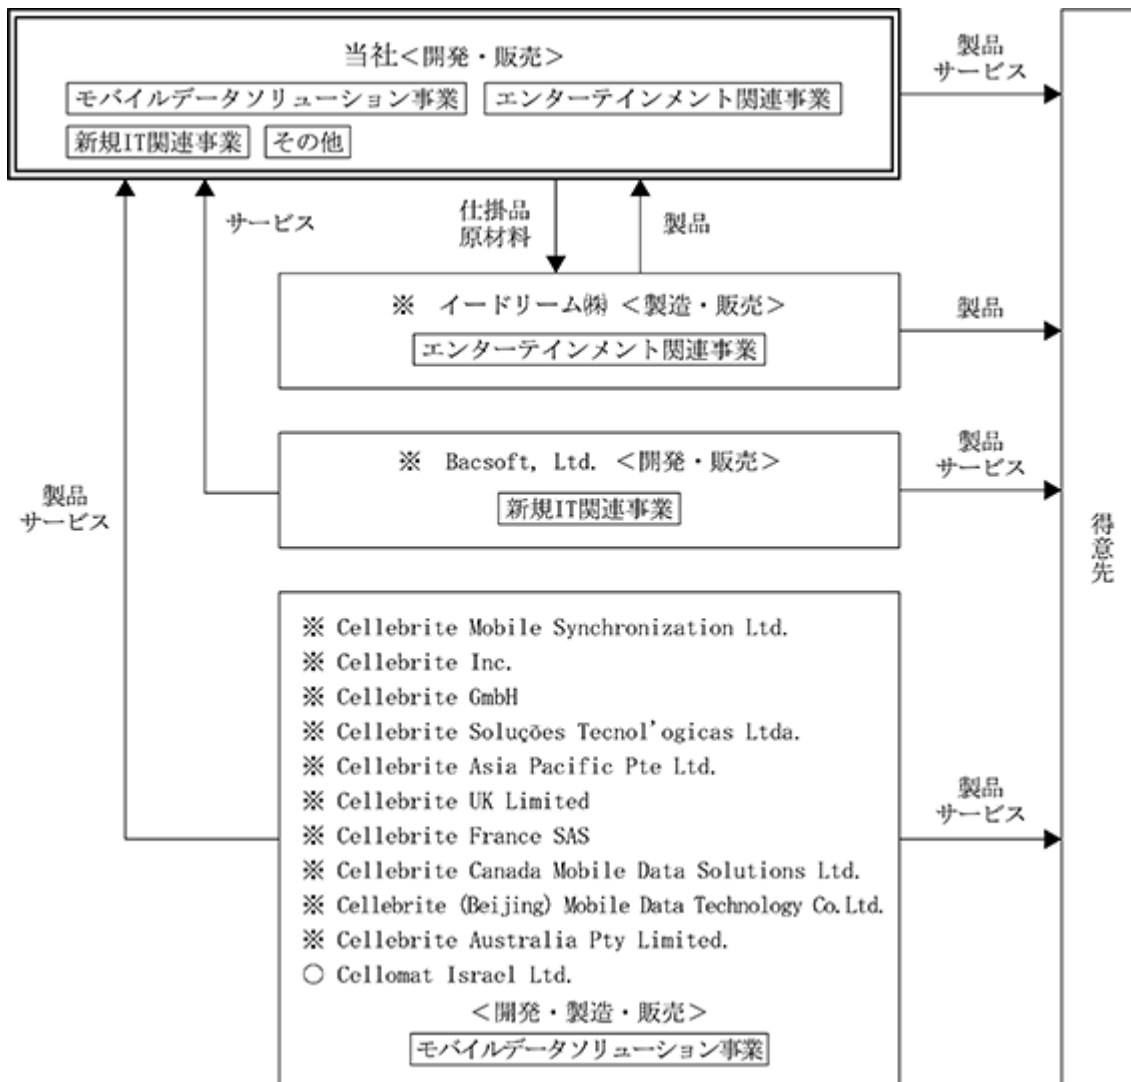 当社＜開発・販売＞
モバイルデータソリューション事業
エンターテインメント関連事業
新規IT関連事業
その他
製品
サービス
サービス
仕掛品
原材料
製品
※ イードリーム㈱ ＜製造・販売＞
エンターテインメント関連事業
製品
※ Bacsoft, Ltd. ＜開発・販売＞
新規IT関連事業
製品
サービス
製品
サービス
得意先
※ Cellebrite Mobile Synchronization Ltd.
※ Cellebrite Inc.
※ Cellebrite GmbH
※ Cellebrite Soluções Tecnol'ogicas Ltda.
※ Cellebrite Asia Pacific Pte Ltd.
※ Cellebrite UK Limited
※ Cellebrite France SAS
※ Cellebrite Canada Mobile Data Solutions Ltd.
※ Cellebrite (Beijing) Mobile Data Technology Co.Ltd.
※ Cellebrite Australia Pty Limited.
○ Cellomat Israel Ltd.
＜開発・製造・販売＞
モバイルデータソリューション事業
製品
サービス